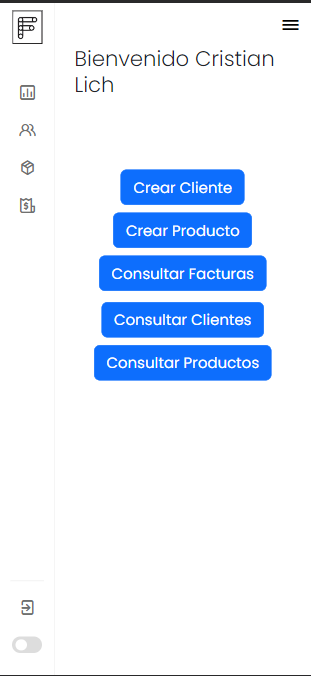 Bienvenido Cristian
Lich
Crear Cliente
Crear Producto
Consultar Facturas
Consultar Clientes
Consultar Productos